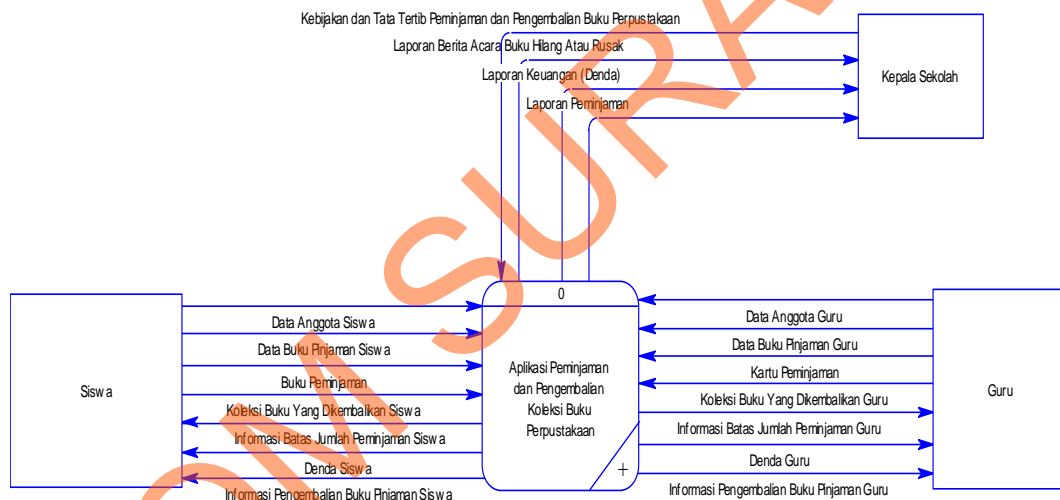 Kebijakan dan Tata Tertib Peminjaman dan Pengembalian Buku Perpustakaan
Laporan Berita Acara Buku Hilang Atau Rusak
Laporan Keuangan (Denda)
Laporan Peminjaman
Kepala Sekolah
0
Aplikasi Peminjaman
dan Pengembalian
Koleksi Buku
Perpustakaan
+
Siswa
Data Anggota Siswa
Data Buku Pinjaman Siswa
Buku Peminjaman
Koleksi Buku Yang Dikembalikan Siswa
Informasi Batas Jumlah Peminjaman Siswa
Denda Siswa
Informasi Pengembalian Buku Pinjaman Siswa
Data Anggota Guru
Data Buku Pinjaman Guru
Kartu Peminjaman
Koleksi Buku Yang Dikembalikan Guru
Informasi Batas Jumlah Peminjaman Guru
Denda Guru
Informasi Pengembalian Buku Pinjaman Guru
Guru
OM SURA